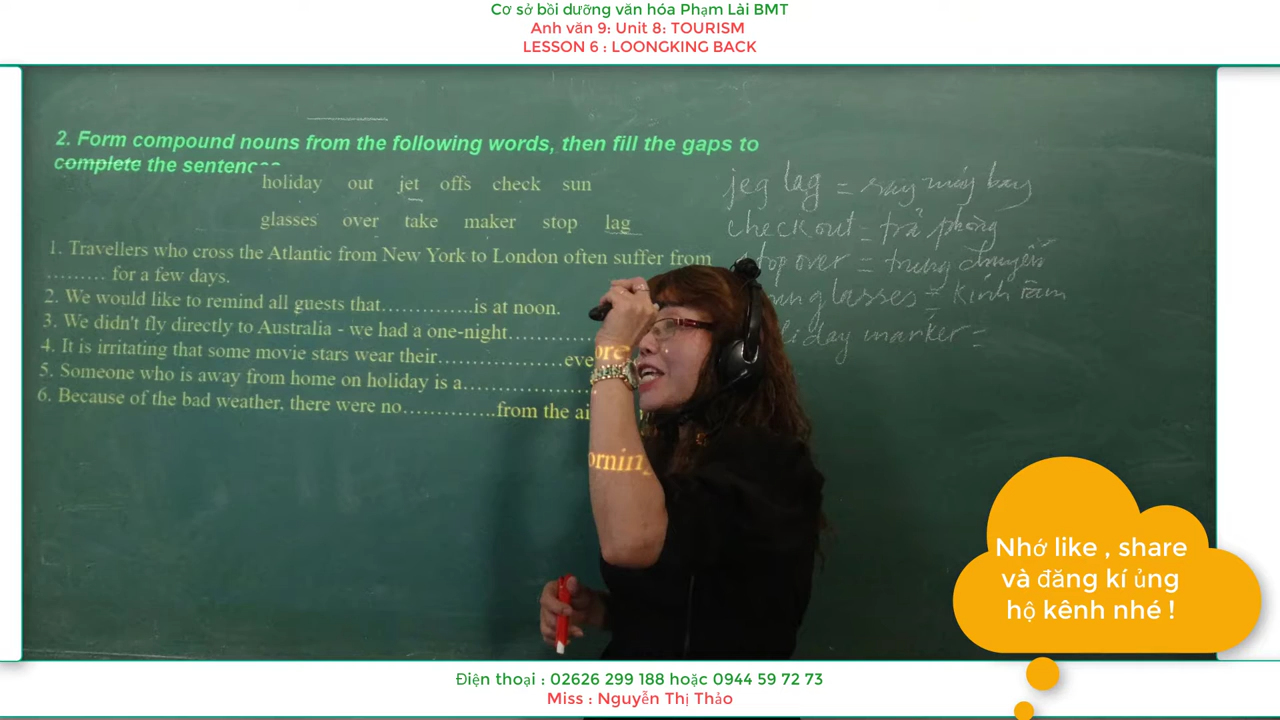 Cơ sở bồi dưỡng văn hóa Phạm Lài BMT
Anh văn 9: Unit 8: TOURISM
LESSON 6 : LOONGKING BACK
2. Form compound nouns from the following words, then fill the gaps to
complete the sentences
holiday out jet offs check sun
glasses over take maker stop lag
1. Travellers who cross the Atlantic from New York to London often suffer from
……… for a few days.
2. We would like to remind all guests that…………..is at noon.
3. We didn't fly directly to Australia - we had a one-night………
4. It is irritating that some movie stars wear their………………eve
5. Someone who is away from home on holiday is a………………
6. Because of the bad weather, there were no…………..from the ai
ore
orning
jeg lag = say máy bay
check out = trả phòng
stop over = trung chuyển
sun glasses = kính râm
liday marker =
Nhớ like , share
và đăng kí ủng
hộ kênh nhé !
Điện thoại : 02626 299 188 hoặc 0944 59 72 73
Miss : Nguyễn Thị Thảo